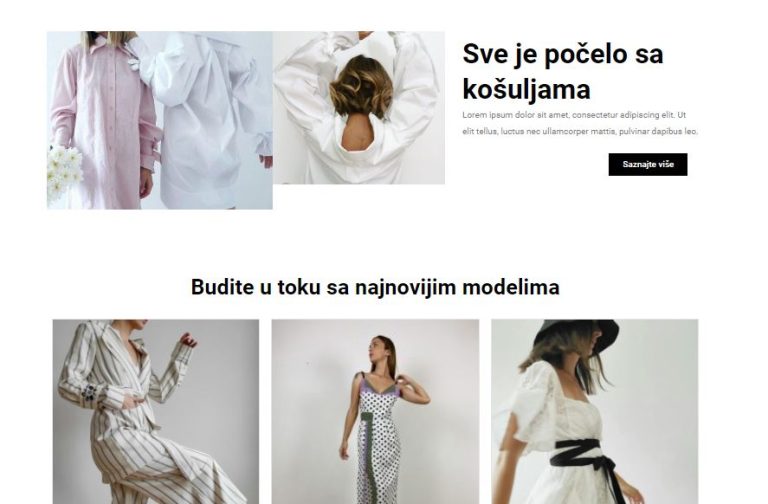 Sve je počelo sa
košuljama
Lorem ipsum dolor sit amet, consectetur adipiscing elit. Ut
elit tellus, luctus nec ullamcorper mattis, pulvinar dapibus leo.
Saznajte više
Budite u toku sa najnovijim modelima